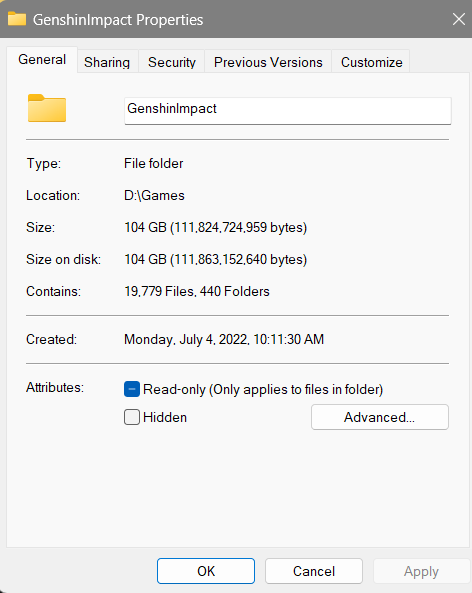 GenshinImpact Properties
General Sharing Security Previous Versions Customize
GenshinImpact
Type: File folder
Location: D:\Games
Size: 104 GB (111,824,724,959 bytes)
Size on disk: 104 GB (111,863,152,640 bytes)
Contains: 19,779 Files, 440 Folders
Created: Monday, July 4, 2022, 10:11:30 AM
Attributes: Read-only (Only applies to files in folder)
Hidden Advanced...
OK Cancel Apply